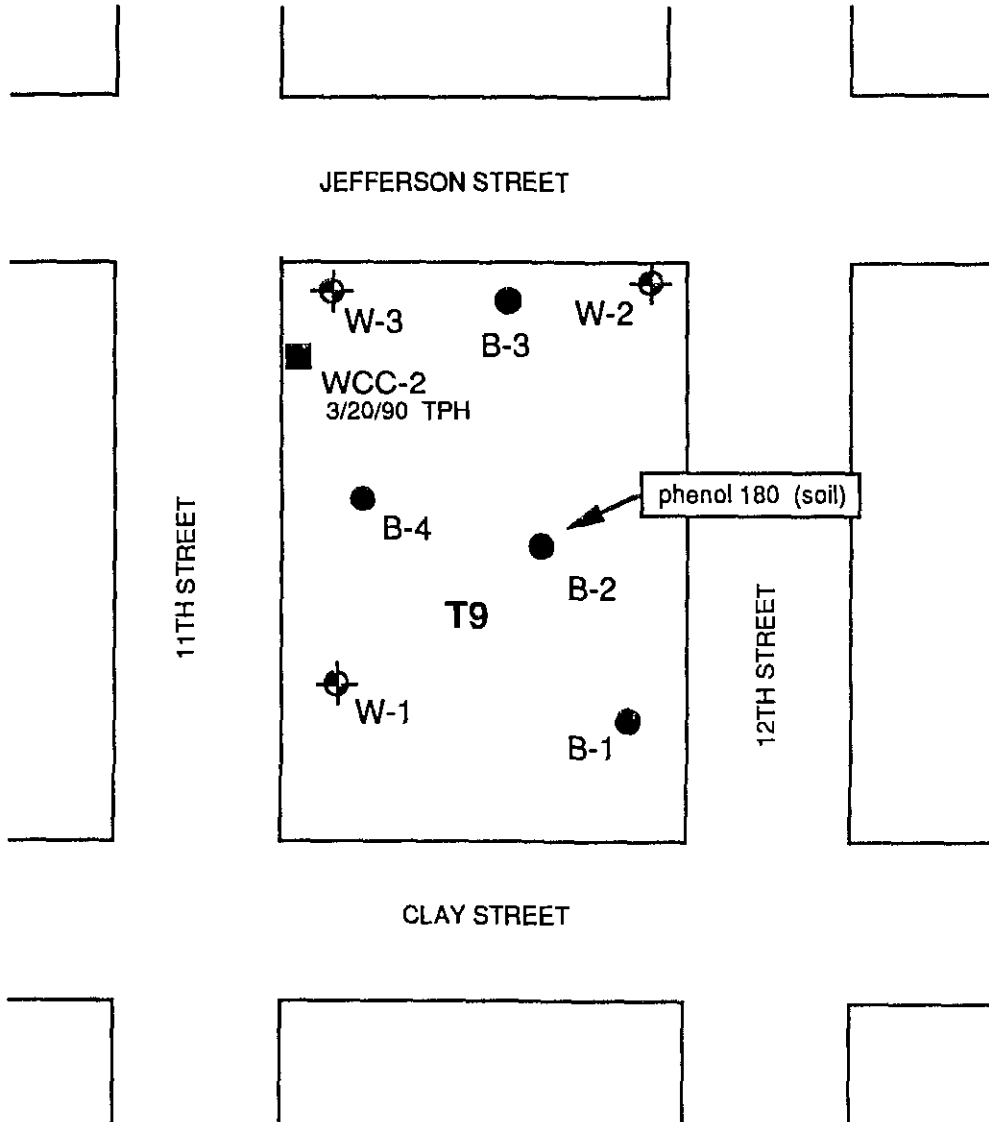 JEFFERSON STREET
W-3
B-3
W-2
WCC-2
3/20/90 TPH
phenol 180 (soil)
B-4
B-2
11TH STREET
T9
12TH STREET
W-1
B-1
CLAY STREET